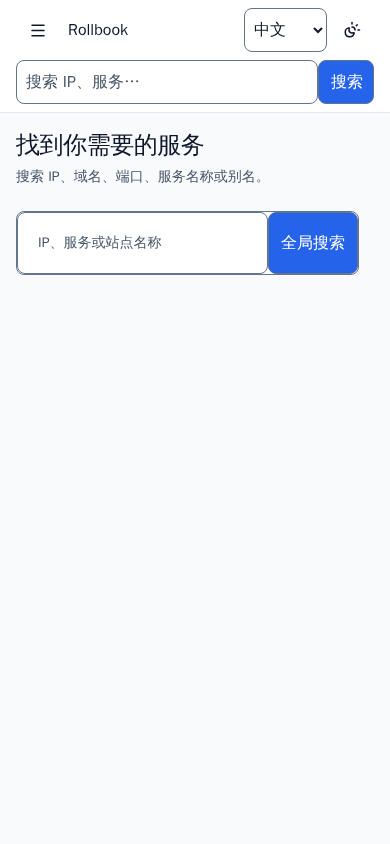 Rollbook
中文
搜索 IP、服务…
搜索
找到你需要的服务
搜索 IP、域名、端口、服务名称或别名。
IP、服务或站点名称
全局搜索